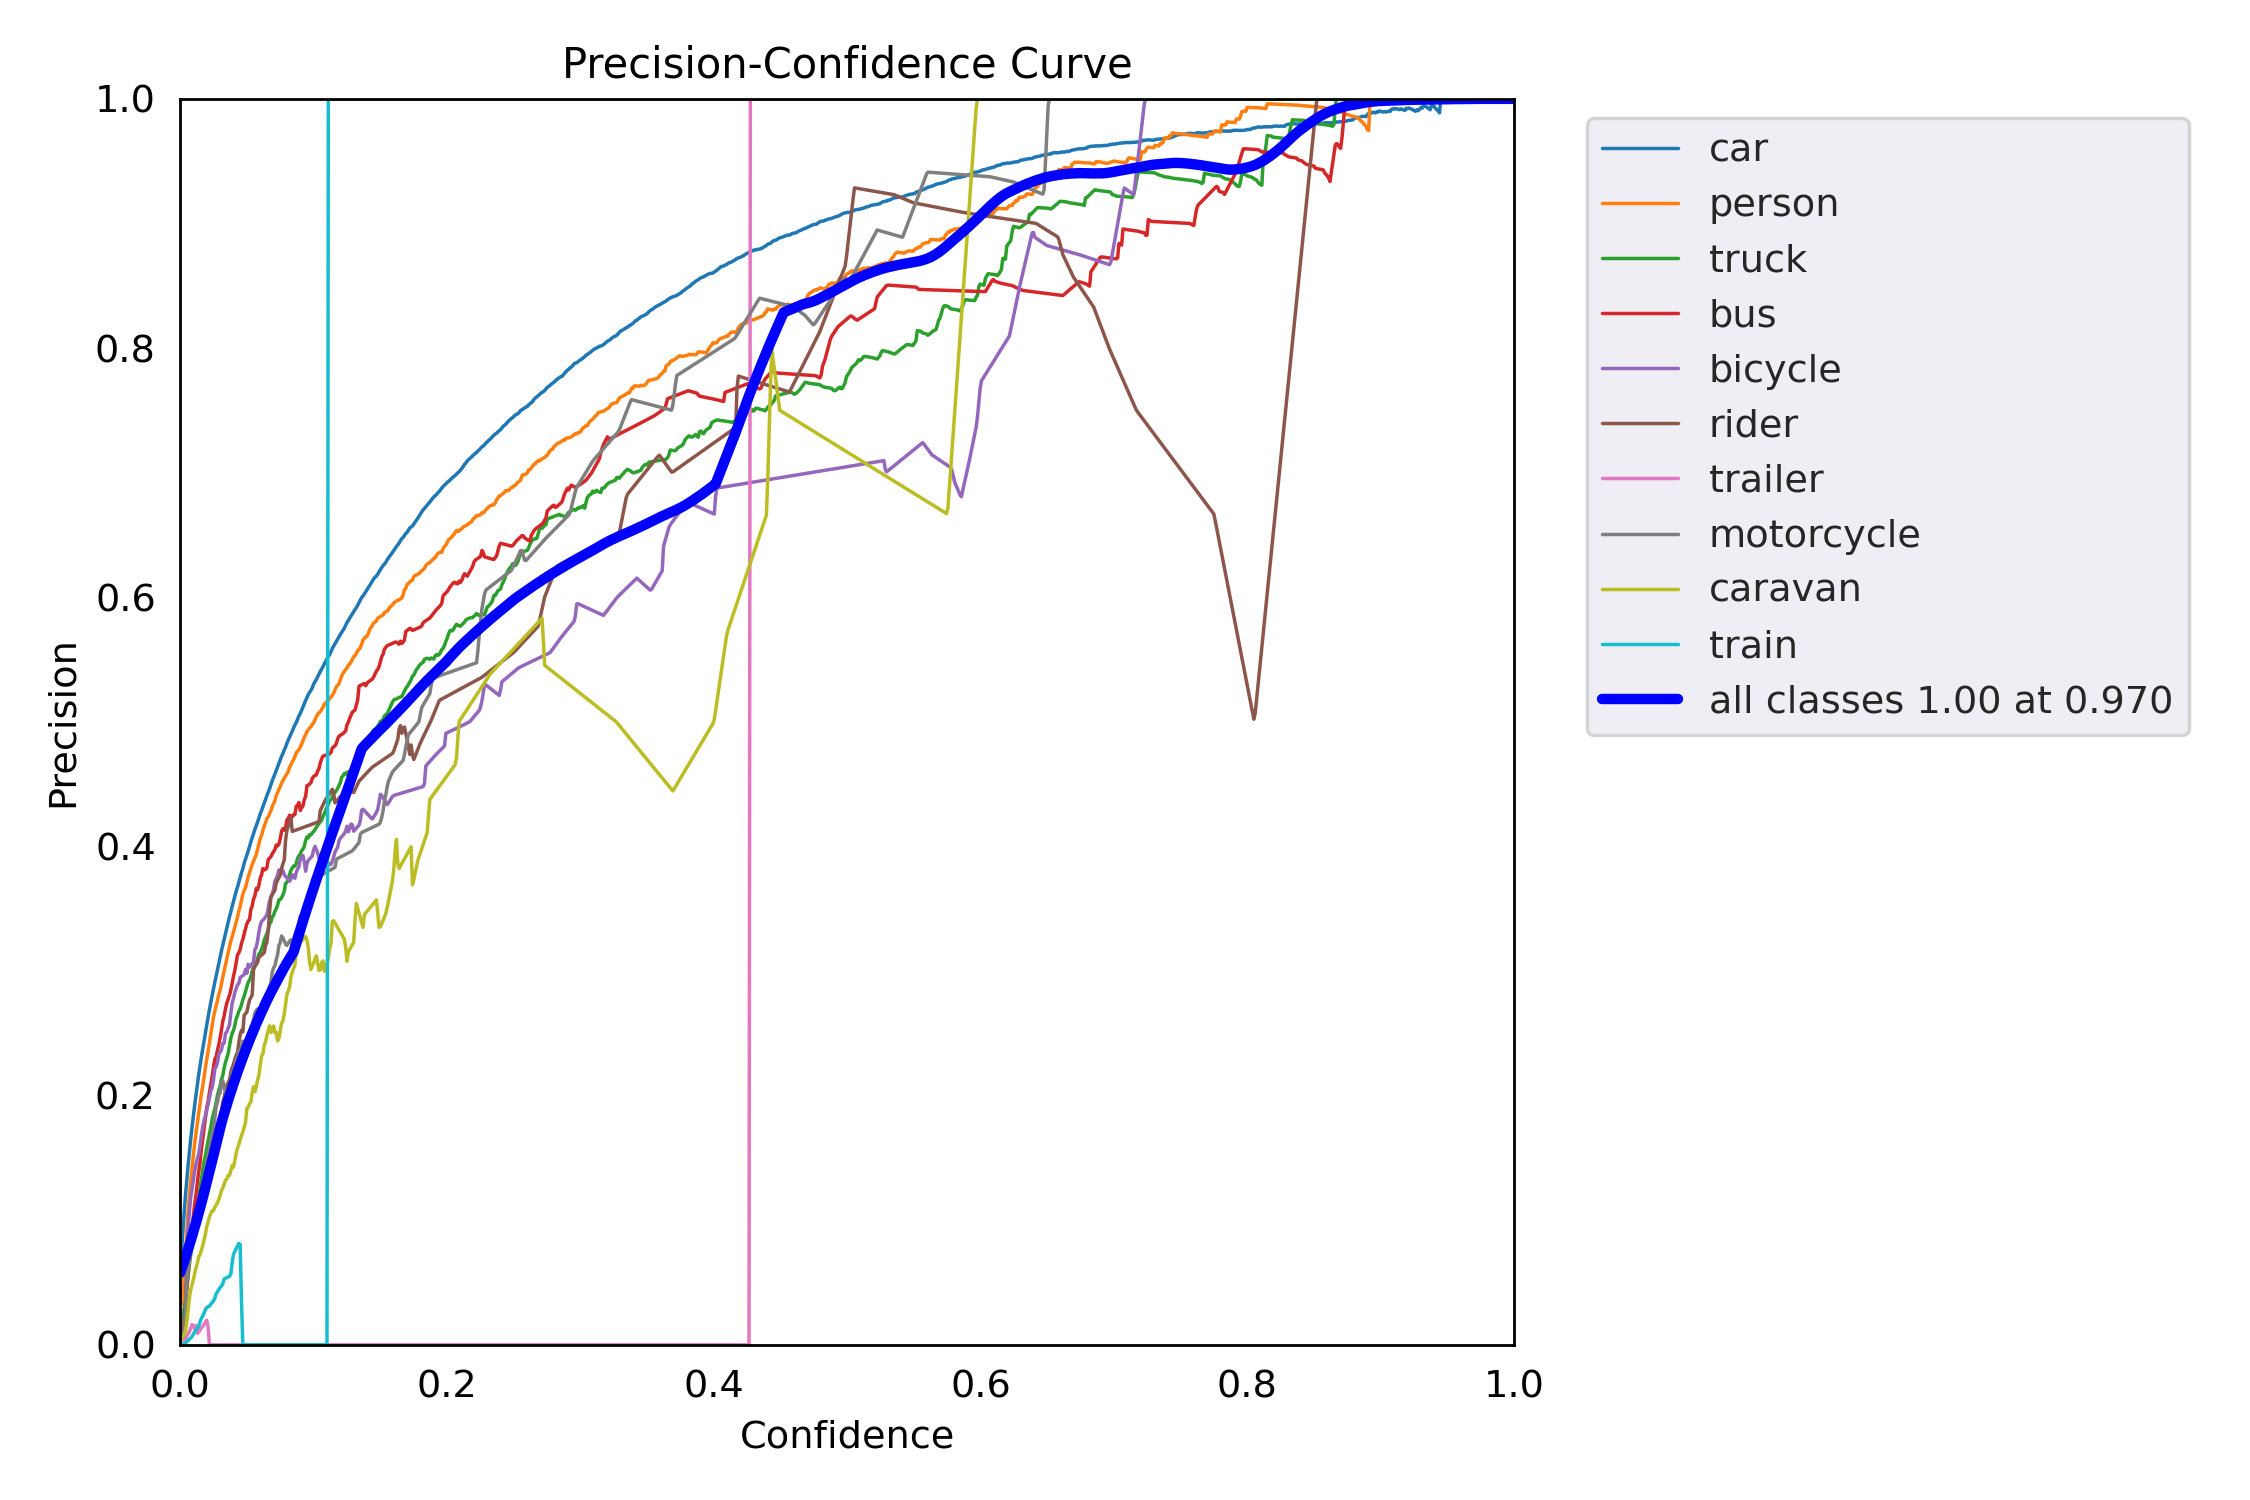 Precision-Confidence Curve
1.0
0.8
0.6
0.4
0.2
0.0
Precision
0.0 0.2 0.4 0.6 0.8 1.0
Confidence
car
person
truck
bus
bicycle
rider
trailer
motorcycle
caravan
train
all classes 1.00 at 0.970